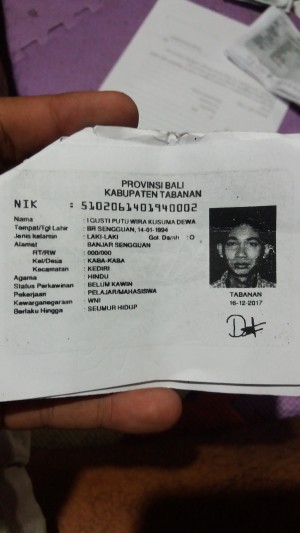 PROVINSI BALI
KABUPATEN TABANAN
NIK : 5102061401940002
Nama : I GUSTI PUTU WIRA KUSUMA DEWA
Tempat/Tgl Lahir : BR SENGGUAN, 14-01-1994
Jenis kelamin : LAKI-LAKI Gol. Darah : O
Alamat : BANJAR SENGGUAN
RT/RW : 000/000
Kel/Desa : KABA-KABA
Kecamatan : KEDIRI
Agama : HINDU
Status Perkawinan : BELUM KAWIN
Pekerjaan : PELAJAR/MAHASISWA
Kewarganegaraan : WNI
Berlaku Hingga : SEUMUR HIDUP
TABANAN
16-12-2017